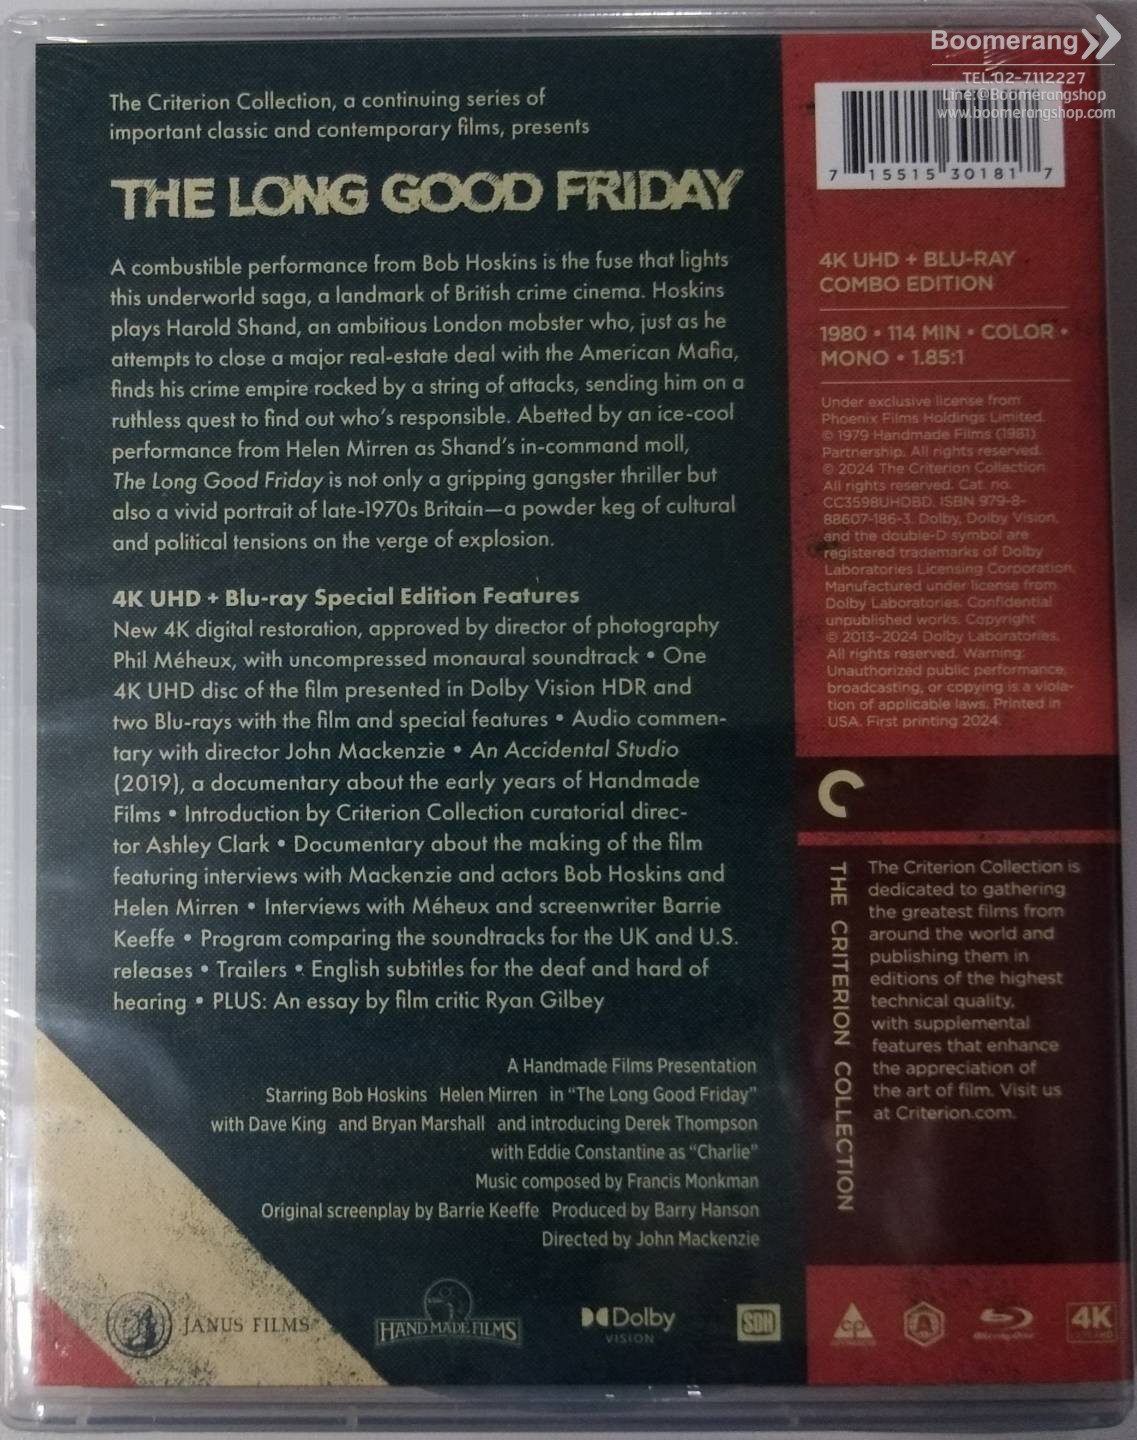 Boomerang
TEL:02-7112227
Line:@Boomerangshop
www.boomerangshop.com
The Criterion Collection, a continuing series of
important classic and contemporary films, presents
THE LONG GOOD FRIDAY
A combustible performance from Bob Hoskins is the fuse that lights
this underworld saga, a landmark of British crime cinema. Hoskins
plays Harold Shand, an ambitious London mobster who, just as he
attempts to close a major real-estate deal with the American Mafia,
finds his crime empire rocked by a string of attacks, sending him on a
ruthless quest to find out who's responsible. Abetted by an ice-cool
performance from Helen Mirren as Shand's in-command moll,
The Long Good Friday is not only a gripping gangster thriller but
also a vivid portrait of late-1970s Britain—a powder keg of cultural
and political tensions on the verge of explosion.
4K UHD + Blu-ray Special Edition Features
New 4K digital restoration, approved by director of photography
Phil Méheux, with uncompressed monaural soundtrack • One
4K UHD disc of the film presented in Dolby Vision HDR and
two Blu-rays with the film and special features • Audio commen-
tary with director John Mackenzie • An Accidental Studio
(2019), a documentary about the early years of Handmade
Films • Introduction by Criterion Collection curatorial direc-
tor Ashley Clark • Documentary about the making of the film
featuring interviews with Mackenzie and actors Bob Hoskins and
Helen Mirren • Interviews with Méheux and screenwriter Barrie
Keeffe • Program comparing the soundtracks for the UK and U.S.
releases • Trailers • English subtitles for the deaf and hard of
hearing • PLUS: An essay by film critic Ryan Gilbey
A Handmade Films Presentation
Starring Bob Hoskins Helen Mirren in "The Long Good Friday"
with Dave King and Bryan Marshall and introducing Derek Thompson
with Eddie Constantine as "Charlie"
Music composed by Francis Monkman
Original screenplay by Barrie Keeffe Produced by Barry Hanson
Directed by John Mackenzie
JANUS FILMS
HANDMADE FILMS
Dolby
VISION
SDH
7 15515 30181 7
4K UHD + BLU-RAY
COMBO EDITION
1980 • 114 MIN • COLOR •
MONO • 1.85:1
Under exclusive license from
Phoenix Films Holdings Limited.
© 1979 Handmade Films (1981)
Partnership. All rights reserved.
© 2024 The Criterion Collection.
All rights reserved. Cat. no.
CC3598UHDBD. ISBN 979-8-
88607-186-3. Dolby, Dolby Vision,
and the double-D symbol are
registered trademarks of Dolby
Laboratories Licensing Corporation.
Manufactured under license from
Dolby Laboratories. Confidential
unpublished works. Copyright
© 2013–2024 Dolby Laboratories.
All rights reserved. Warning:
Unauthorized public performance,
broadcasting, or copying is a viola-
tion of applicable laws. Printed in
USA. First printing 2024.
THE CRITERION COLLECTION
The Criterion Collection is
dedicated to gathering
the greatest films from
around the world and
publishing them in
editions of the highest
technical quality,
with supplemental
features that enhance
the appreciation of
the art of film. Visit us
at Criterion.com.
cp
A
Blu-ray Disc
4K